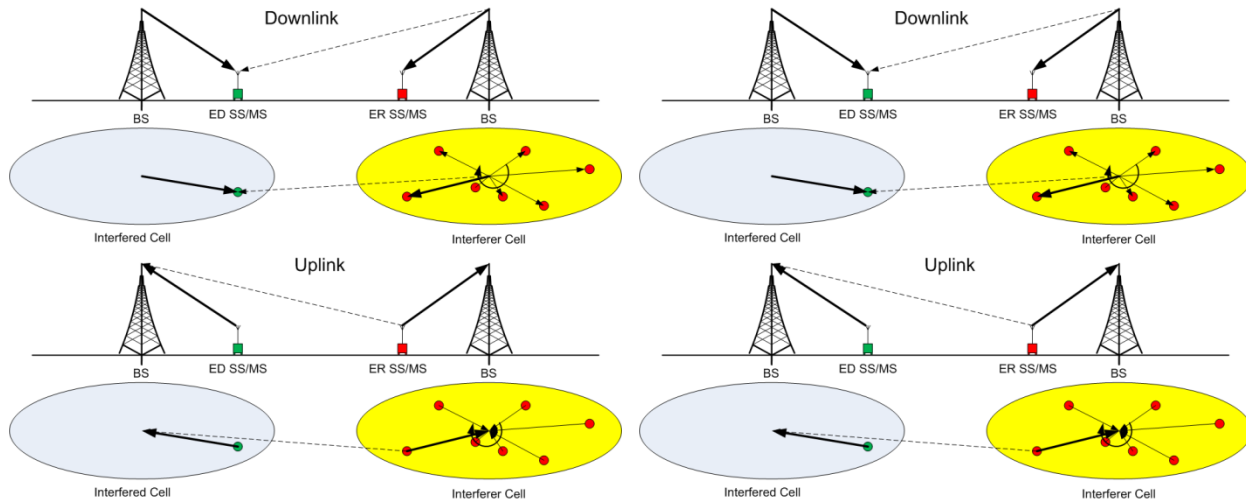 Downlink Downlink
ED SS/MS ER SS/MS ED SS/MS ER SS/MS
BS BS BS BS
Interfered Cell Interferer Cell Interfered Cell Interferer Cell
Uplink Uplink
ED SS/MS ER SS/MS ED SS/MS ER SS/MS
BS BS BS BS
Interfered Cell Interferer Cell Interfered Cell Interferer Cell